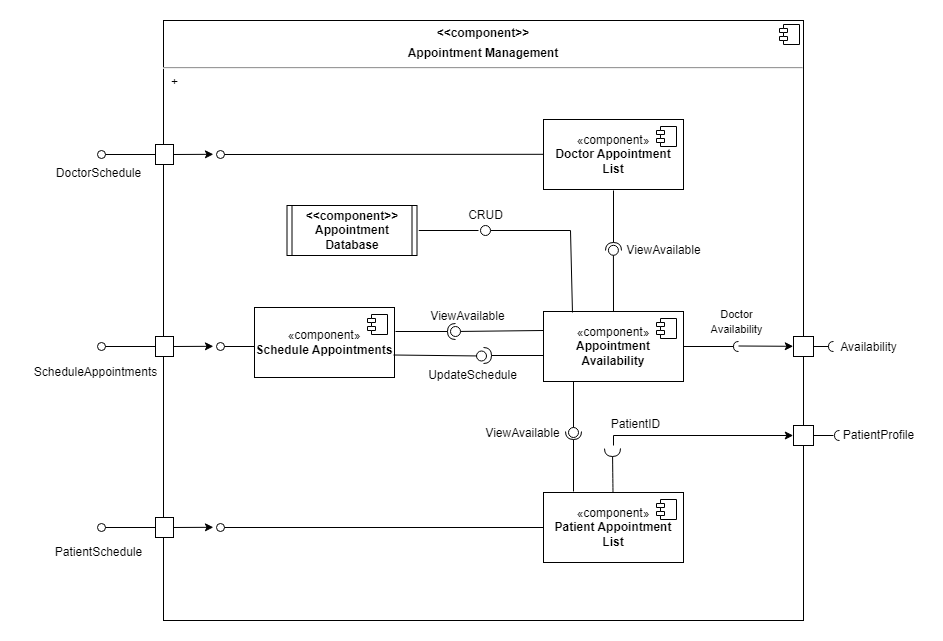 <<component>>
Appointment Management
+
«component»
Doctor Appointment
List
DoctorSchedule
<<component>>
Appointment
Database
CRUD
ViewAvailable
«component»
Schedule Appointments
ViewAvailable
UpdateSchedule
«component»
Appointment
Availability
Doctor
Availability
Availability
ScheduleAppointments
ViewAvailable
PatientID
PatientProfile
«component»
Patient Appointment
List
PatientSchedule